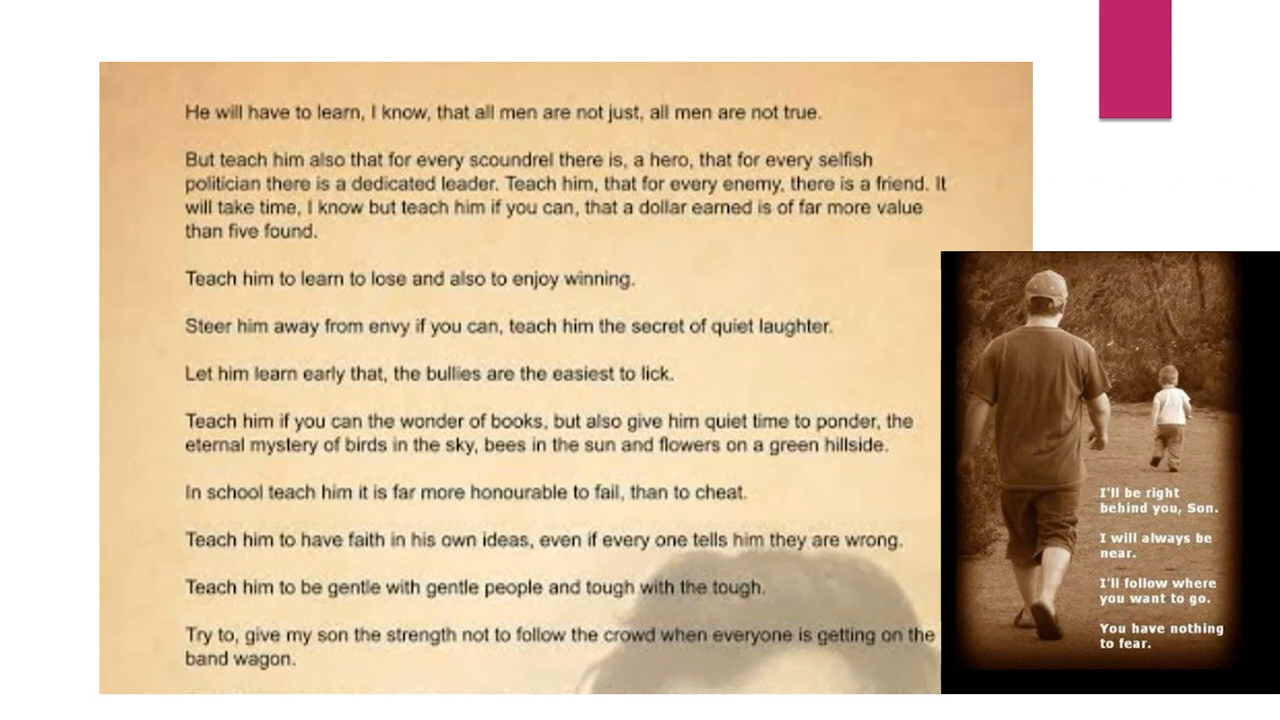 He will have to learn, I know, that all men are not just, all men are not true.
But teach him also that for every scoundrel there is, a hero, that for every selfish
politician there is a dedicated leader. Teach him, that for every enemy, there is a friend. It
will take time, I know but teach him if you can, that a dollar earned is of far more value
than five found.
Teach him to learn to lose and also to enjoy winning.
Steer him away from envy if you can, teach him the secret of quiet laughter.
Let him learn early that, the bullies are the easiest to lick.
Teach him if you can the wonder of books, but also give him quiet time to ponder, the
eternal mystery of birds in the sky, bees in the sun and flowers on a green hillside.
In school teach him it is far more honourable to fail, than to cheat.
Teach him to have faith in his own ideas, even if every one tells him they are wrong.
Teach him to be gentle with gentle people and tough with the tough.
Try to, give my son the strength not to follow the crowd when everyone is getting on the
band wagon.
I'll be right
behind you, Son.
I will always be
near.
I'll follow where
you want to go.
You have nothing
to fear.